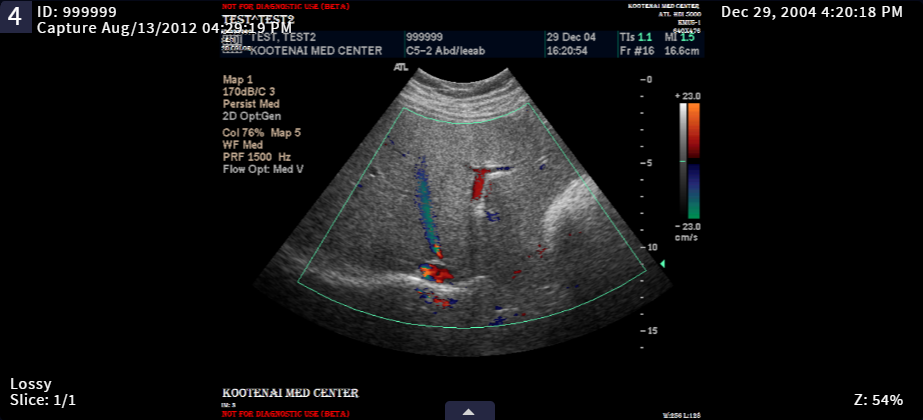 4
ID: 999999
Capture Aug/13/2012 04:29:19 PM
NOT FOR DIAGNOSTIC USE (BETA)
TEST^TEST2
KOOTENAI MED CENTER
ATL HDI 5000
Dec 29, 2004 4:20:18 PM
TEST, TEST2 999999 29 Dec 04 TIs 1.1 MI 1.5
KOOTENAI MED CENTER C5-2 Abd/leeab 16:20:54 Fr #16 16.6cm
ATL
Map 1
170dB/C 3
Persist Med
2D Opt:Gen
Col 76% Map 5
WF Med
PRF 1500 Hz
Flow Opt: Med V
0
5
10
15
+ 23.0
- 23.0
cm/s
Lossy
Slice: 1/1
KOOTENAI MED CENTER
NOT FOR DIAGNOSTIC USE (BETA)
W:256 L:128
Z: 54%